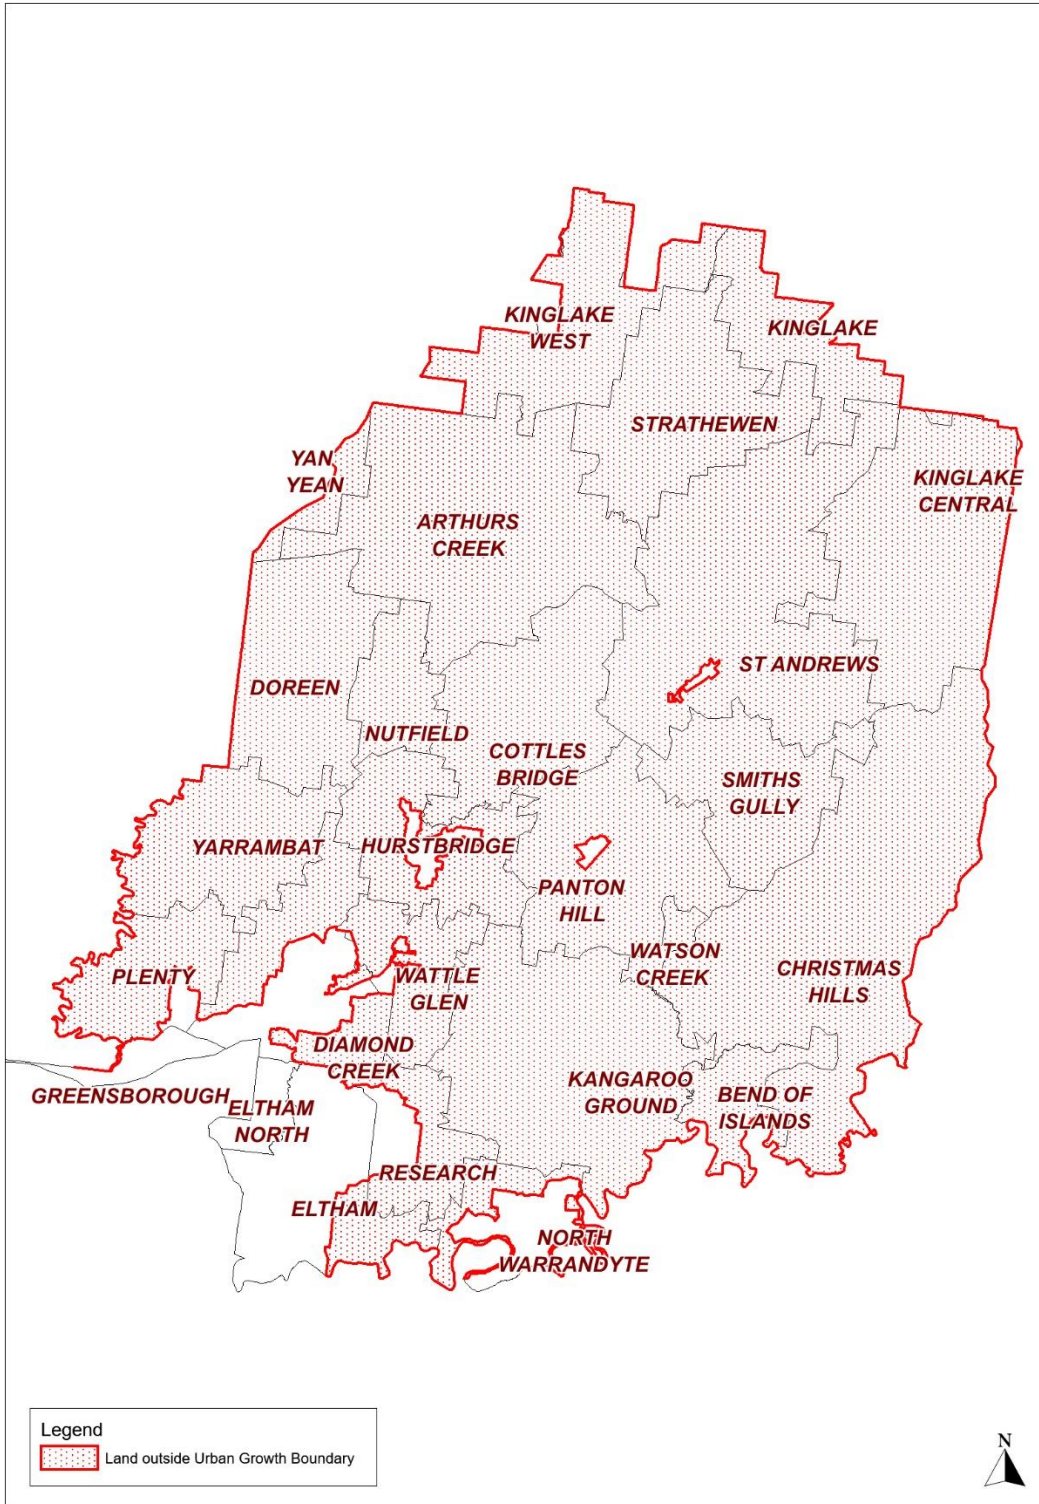 KINGLAKE
WEST
KINGLAKE
STRATHEWEN
YAN
YEAN
KINGLAKE
CENTRAL
ARTHURS
CREEK
ST ANDREWS
DOREEN
NUTFIELD
COTTLES
BRIDGE
SMITHS
GULLY
YARRAMBAT
HURSTBRIDGE
PANTON
HILL
WATSON
CREEK
CHRISTMAS
HILLS
PLENTY
WATTLE
GLEN
DIAMOND
CREEK
KANGAROO
GROUND
BEND OF
ISLANDS
GREENSBOROUGH
ELTHAM
NORTH
RESEARCH
ELTHAM
NORTH
WARRANDYTE
Legend
Land outside Urban Growth Boundary
N